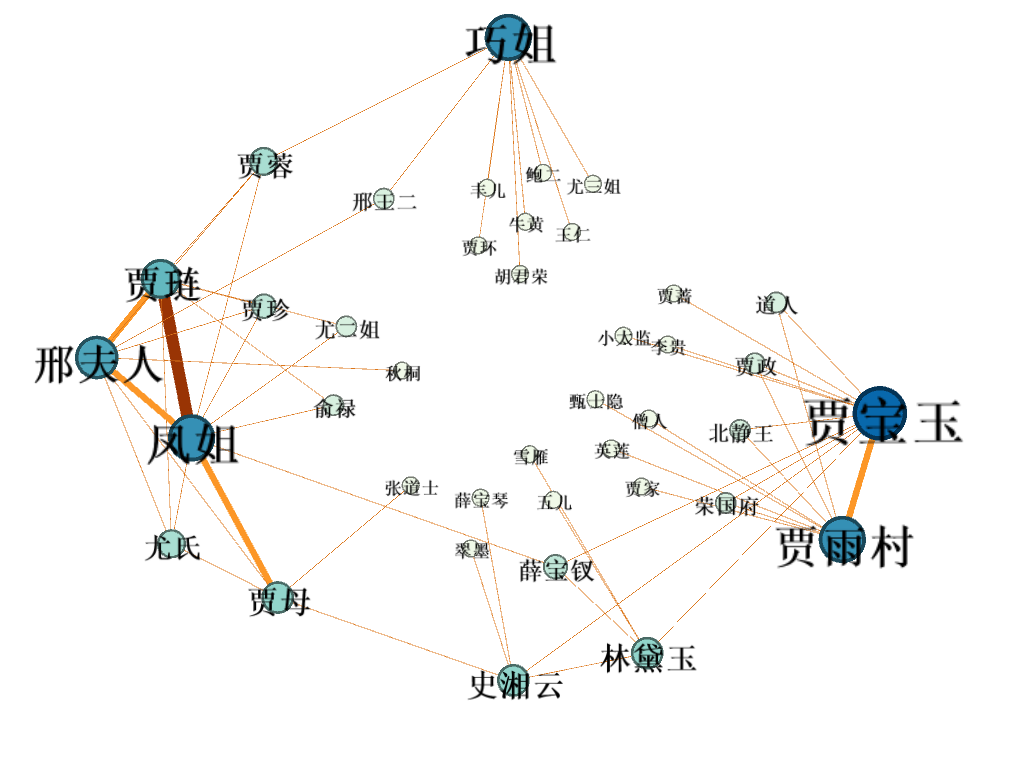 巧姐
贾蓉
鲍二
丰儿
尤三姐
邢王二
牛黄
王仁
贾环
胡君荣
贾琏
贾蔷
道人
贾珍
尤二姐
小太监
李贵
邢夫人
贾政
秋桐
甄士隐
俞禄
贾宝玉
僧人
北静王
凤姐
英莲
雪雁
张道士
贾家
薛宝琴
五儿
荣国府
尤氏
贾雨村
翠墨
薛宝钗
贾母
林黛玉
史湘云